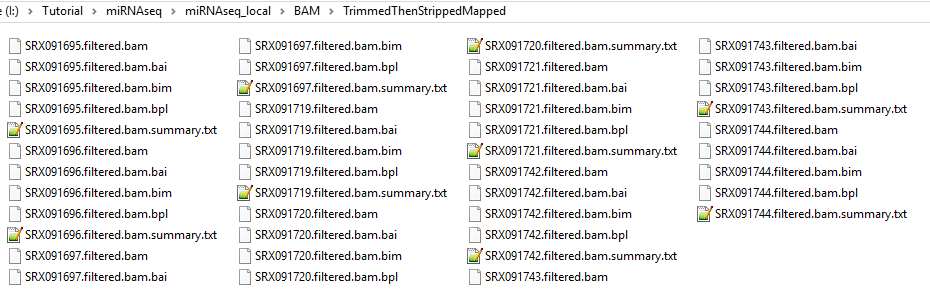 e (I:) > Tutorial > miRNAseq > miRNAseq_local > BAM > TrimmedThenStrippedMapped
SRX091695.filtered.bam
SRX091695.filtered.bam.bai
SRX091695.filtered.bam.bim
SRX091695.filtered.bam.bpl
SRX091695.filtered.bam.summary.txt
SRX091696.filtered.bam
SRX091696.filtered.bam.bai
SRX091696.filtered.bam.bim
SRX091696.filtered.bam.bpl
SRX091696.filtered.bam.summary.txt
SRX091697.filtered.bam
SRX091697.filtered.bam.bai
SRX091697.filtered.bam.bim
SRX091697.filtered.bam.bpl
SRX091697.filtered.bam.summary.txt
SRX091719.filtered.bam
SRX091719.filtered.bam.bai
SRX091719.filtered.bam.bim
SRX091719.filtered.bam.bpl
SRX091719.filtered.bam.summary.txt
SRX091720.filtered.bam
SRX091720.filtered.bam.bai
SRX091720.filtered.bam.bim
SRX091720.filtered.bam.bpl
SRX091720.filtered.bam.summary.txt
SRX091721.filtered.bam
SRX091721.filtered.bam.bai
SRX091721.filtered.bam.bim
SRX091721.filtered.bam.bpl
SRX091721.filtered.bam.summary.txt
SRX091742.filtered.bam
SRX091742.filtered.bam.bai
SRX091742.filtered.bam.bim
SRX091742.filtered.bam.bpl
SRX091742.filtered.bam.summary.txt
SRX091743.filtered.bam
SRX091743.filtered.bam.bai
SRX091743.filtered.bam.bim
SRX091743.filtered.bam.bpl
SRX091743.filtered.bam.summary.txt
SRX091744.filtered.bam
SRX091744.filtered.bam.bai
SRX091744.filtered.bam.bim
SRX091744.filtered.bam.bpl
SRX091744.filtered.bam.summary.txt